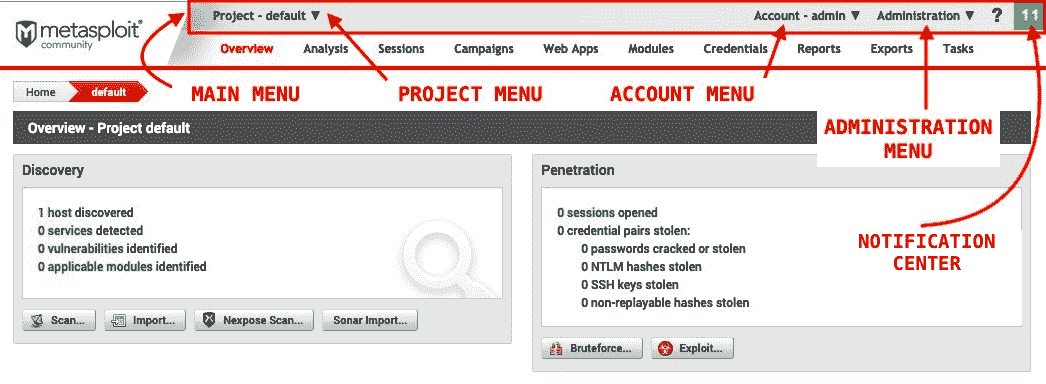 metasploit®
community
Project - default ▼
Account - admin ▼ Administration ▼ ? 11
Overview Analysis Sessions Campaigns Web Apps Modules Credentials Reports Exports Tasks
MAIN MENU PROJECT MENU ACCOUNT MENU
ADMINISTRATION
MENU
Home default
Overview - Project default
Discovery
1 host discovered
0 services detected
0 vulnerabilities identified
0 applicable modules identified
Scan... Import... Nexpose Scan... Sonar Import...
Penetration
0 sessions opened
0 credential pairs stolen:
0 passwords cracked or stolen
0 NTLM hashes stolen
0 SSH keys stolen
0 non-replayable hashes stolen
Bruteforce... Exploit...
NOTIFICATION
CENTER